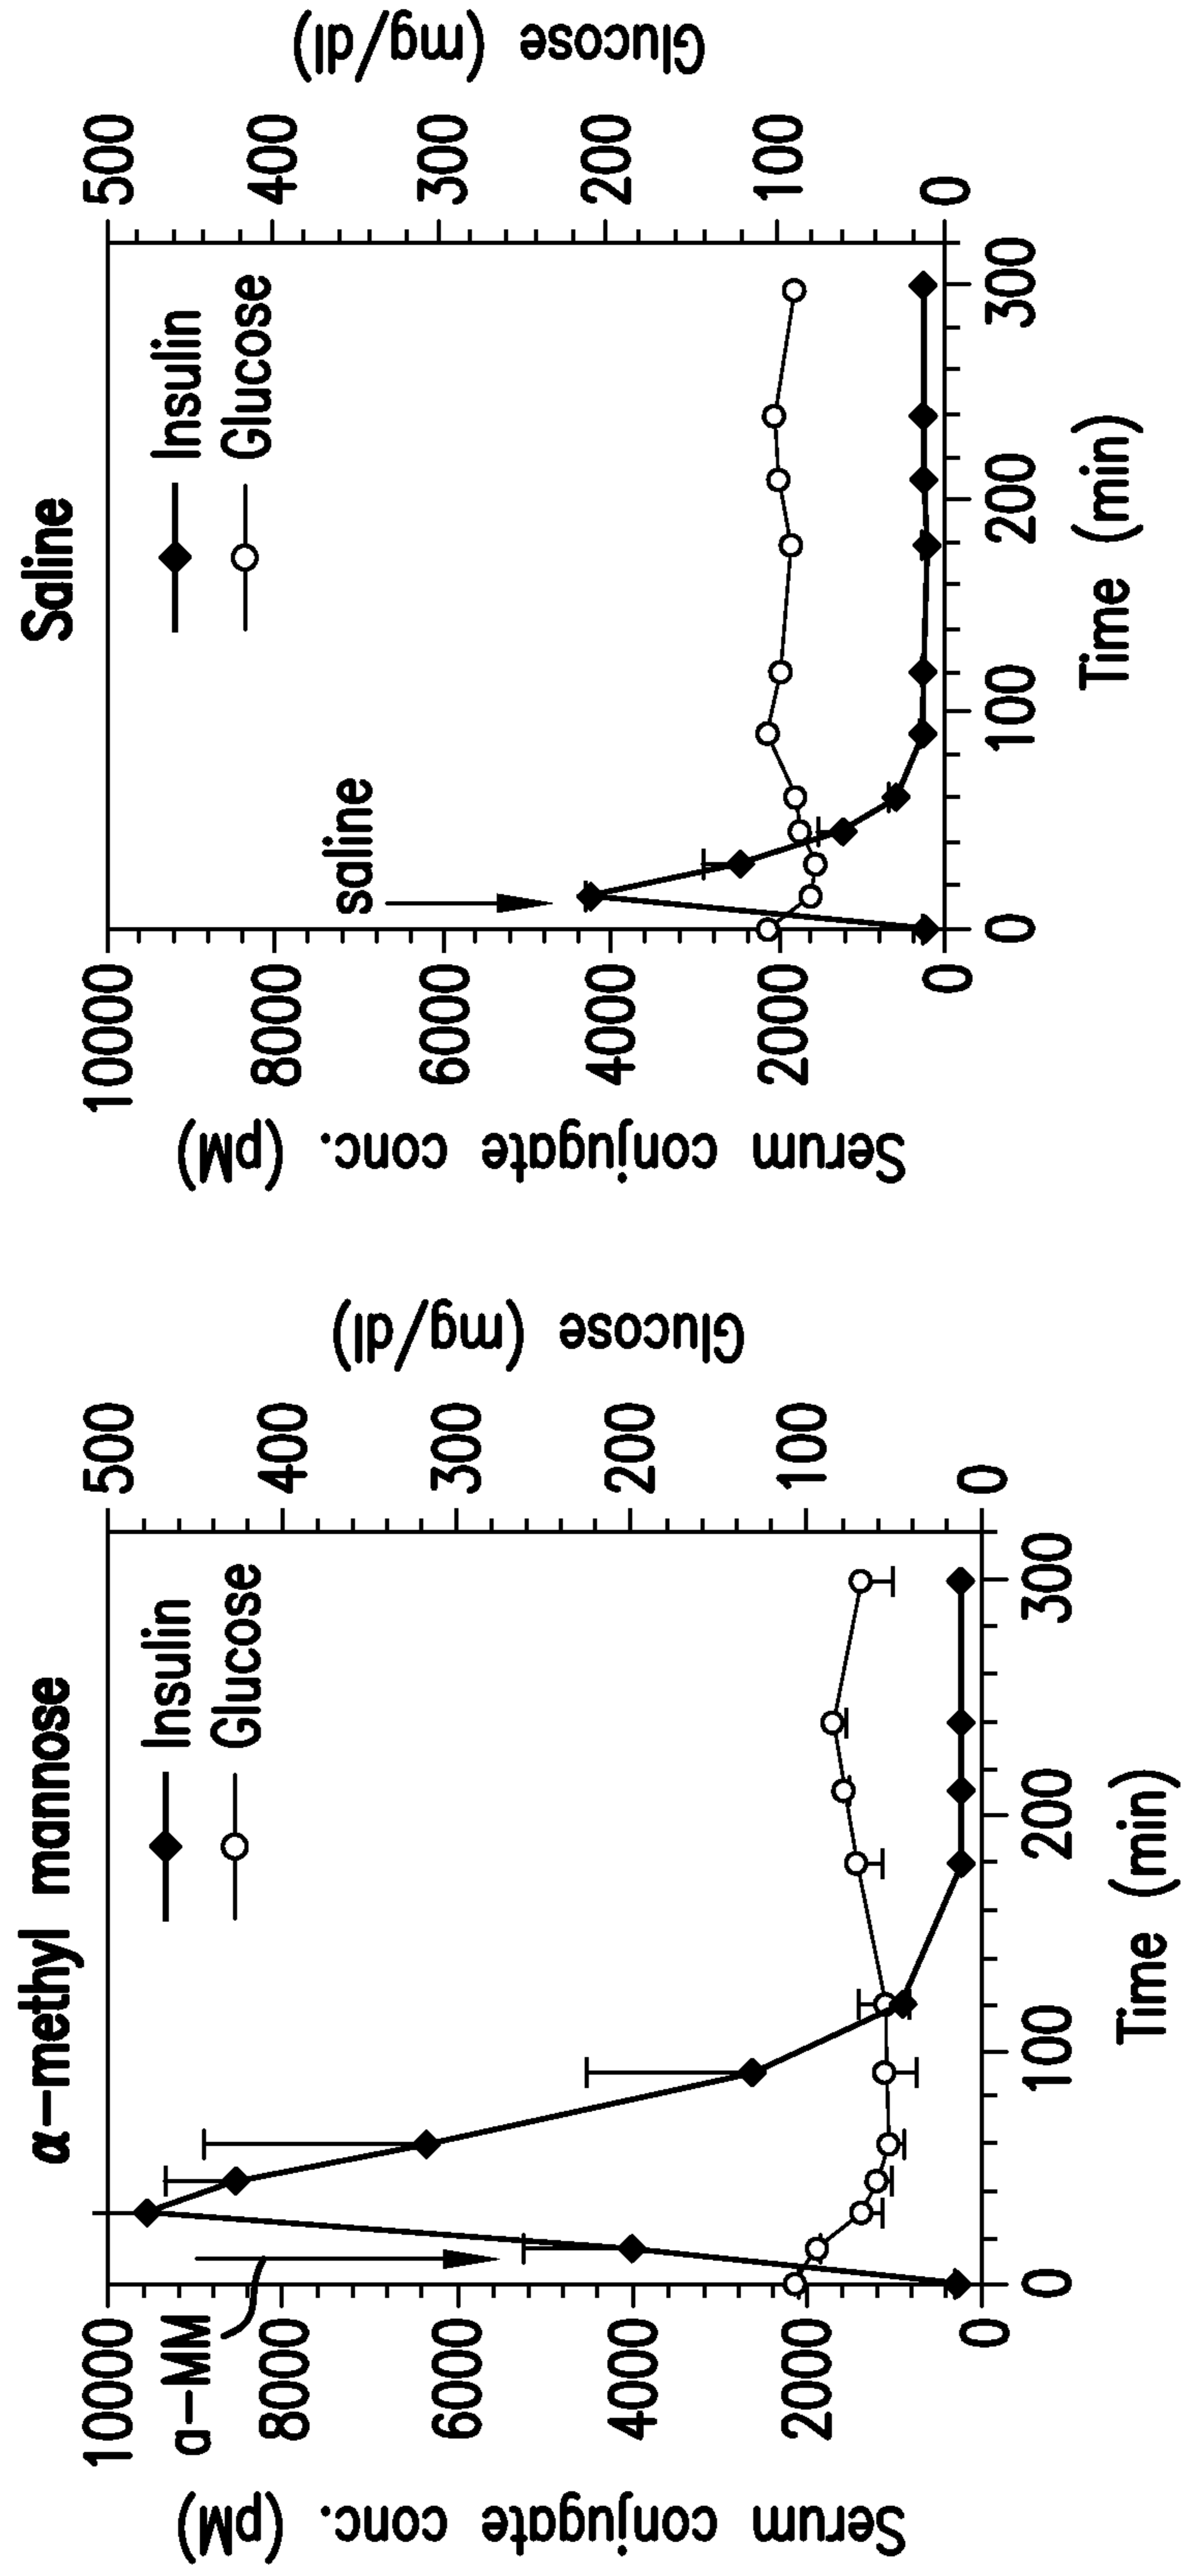 α-methyl mannose
Serum conjugate conc. (pM)
10000
8000
6000
4000
2000
0
α-MM
Insulin
Glucose
500
400
300
200
100
0
Glucose (mg/dl)
0
100
200
300
Time (min)
Saline
Serum conjugate conc. (pM)
10000
8000
6000
4000
2000
0
saline
Insulin
Glucose
500
400
300
200
100
0
Glucose (mg/dl)
0
100
200
300
Time (min)